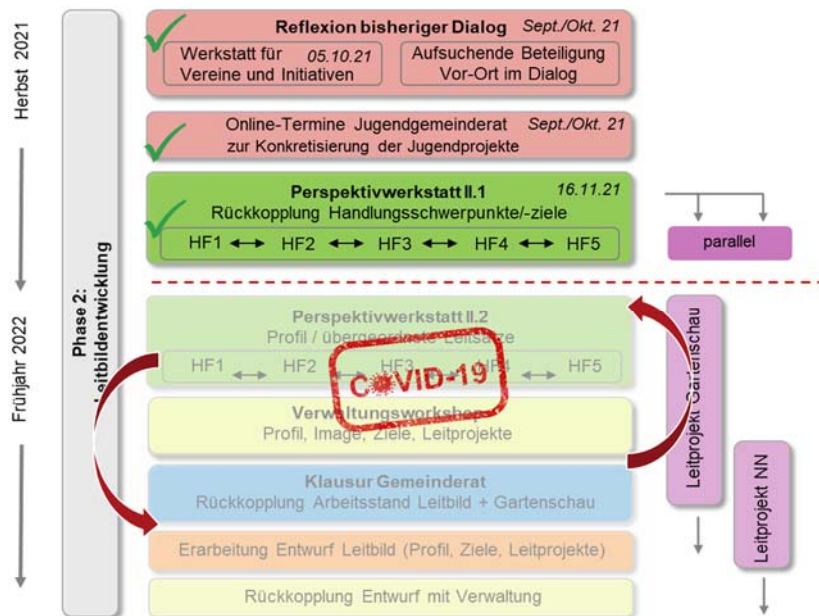 Herbst 2021
Frühjahr 2022
Phase 2:
Leitbildentwicklung
Reflexion bisheriger Dialog Sept./Okt. 21
Werkstatt für 05.10.21
Vereine und Initiativen
Aufsuchende Beteiligung
Vor-Ort im Dialog
Online-Termine Jugendgemeinderat Sept./Okt. 21
zur Konkretisierung der Jugendprojekte
Perspektivwerkstatt II.1 16.11.21
Rückkopplung Handlungsschwerpunkte/-ziele
HF1 HF2 HF3 HF4 HF5
parallel
Perspektivwerkstatt II.2
Profil / übergeordnete Leitsätze
HF1 HF2 HF3 HF4 HF5
COVID-19
Verwaltungsworkshop
Profil, Image, Ziele, Leitprojekte
Klausur Gemeinderat
Rückkopplung Arbeitsstand Leitbild + Gartenschau
Erarbeitung Entwurf Leitbild (Profil, Ziele, Leitprojekte)
Rückkopplung Entwurf mit Verwaltung
Leitprojekt Gartenschau
Leitprojekt NN